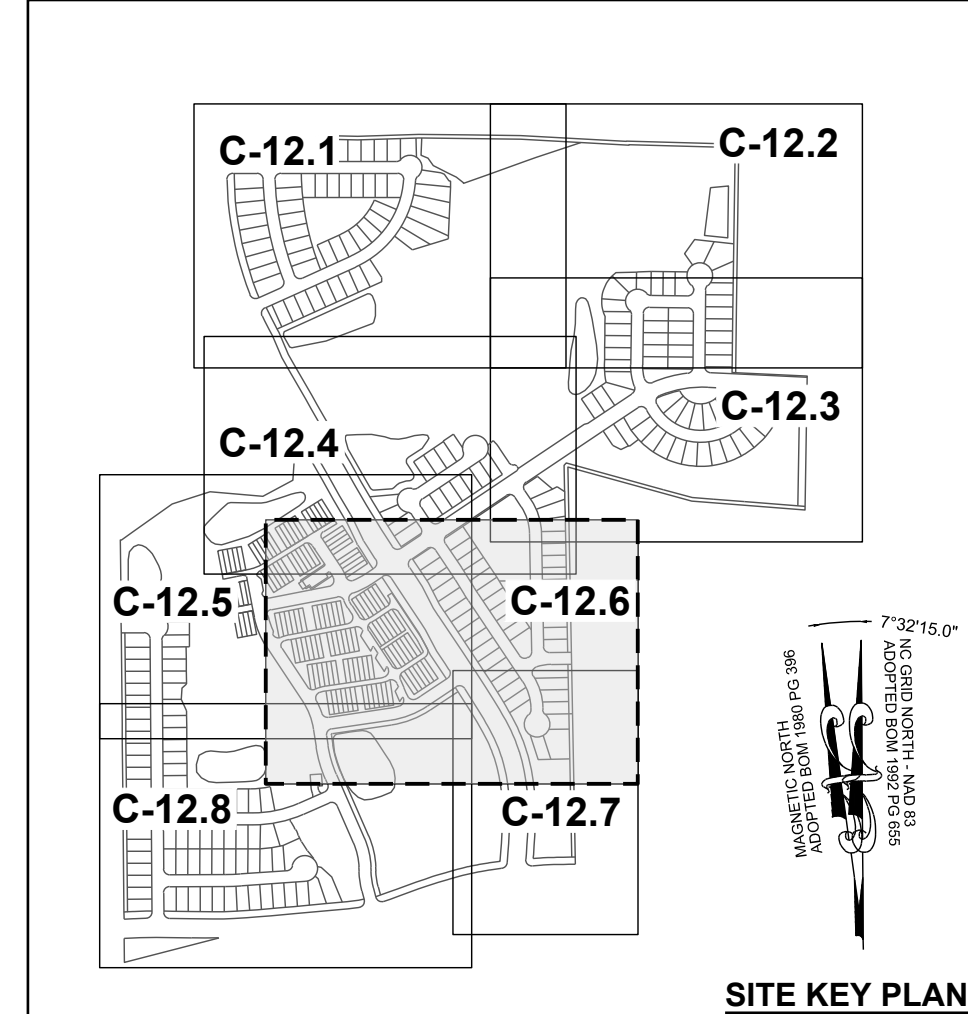 C-12.1
C-12.2
C-12.3
C-12.4
C-12.5
C-12.6
C-12.7
C-12.8
7°32'15.0"
MAGNETIC NORTH
ADOPTED BOM 1980 PG 396
NC GRID NORTH - NAD 83
ADOPTED BOM 1992 PG 655
SITE KEY PLAN